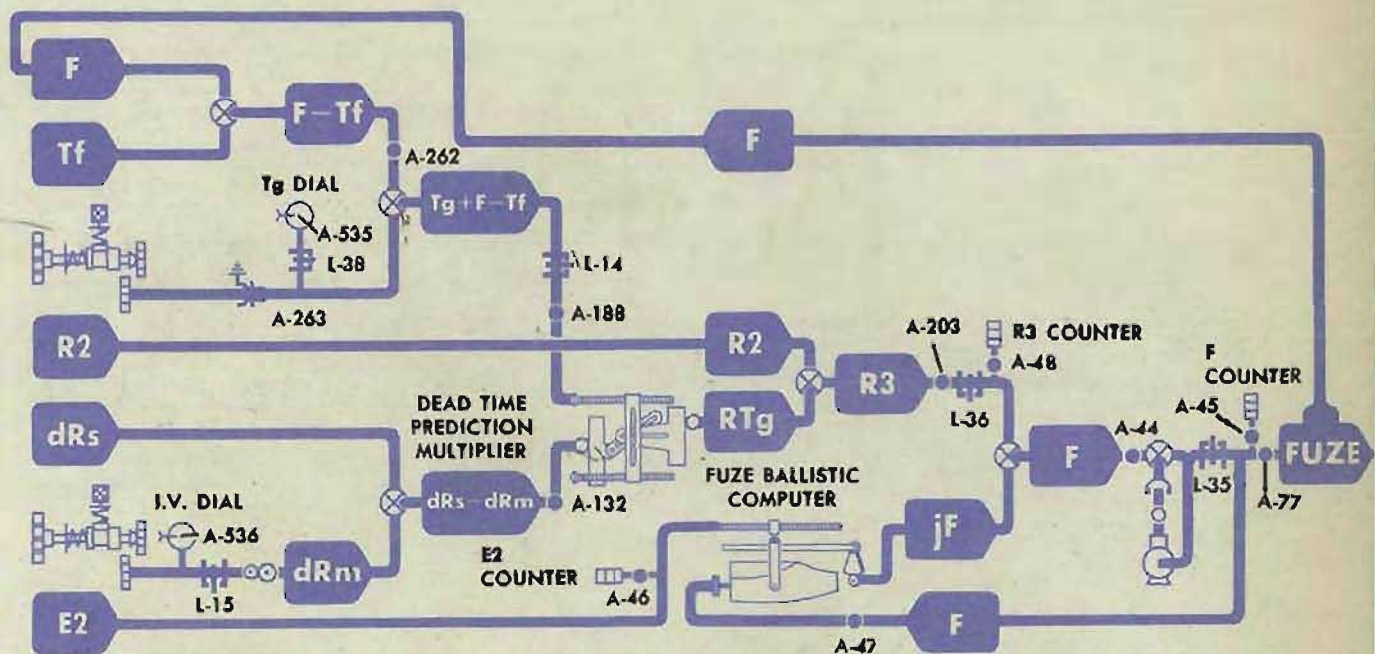 F
F
Tf
F-Tf
A-262
Tg DIAL
A-535
L-38
A-263
Tg+F-Tf
L-14
A-188
R2
R2
A-203
R3 COUNTER
A-48
R3
L-36
F
COUNTER
A-45
dRs
DEAD TIME
PREDICTION
MULTIPLIER
RTg
F
A-44
L-35
A-77
FUZE
dRs-dRm
A-132
FUZE BALLISTIC
COMPUTER
I.V. DIAL
A-536
L-15
dRm
E2
COUNTER
A-46
jF
E2
A-47
F